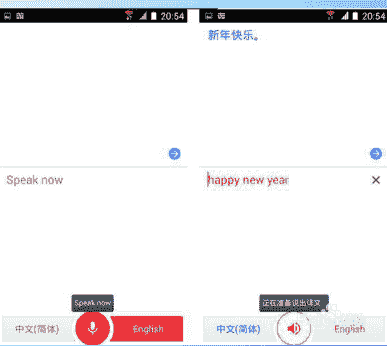 20:54
Speak now
Speak now
中文(简体)
English
20:54
新年快乐。
happy new year
正在准备说出译文
中文(简体)
English